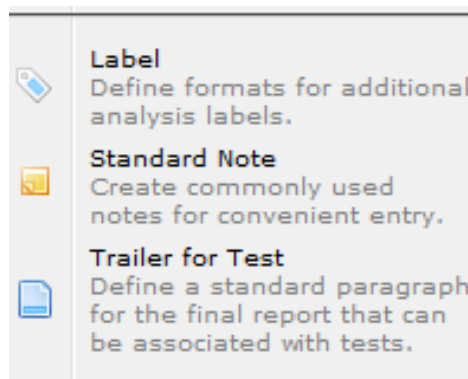 Label
Define formats for additional
analysis labels.
Standard Note
Create commonly used
notes for convenient entry.
Trailer for Test
Define a standard paragraph
for the final report that can
be associated with tests.